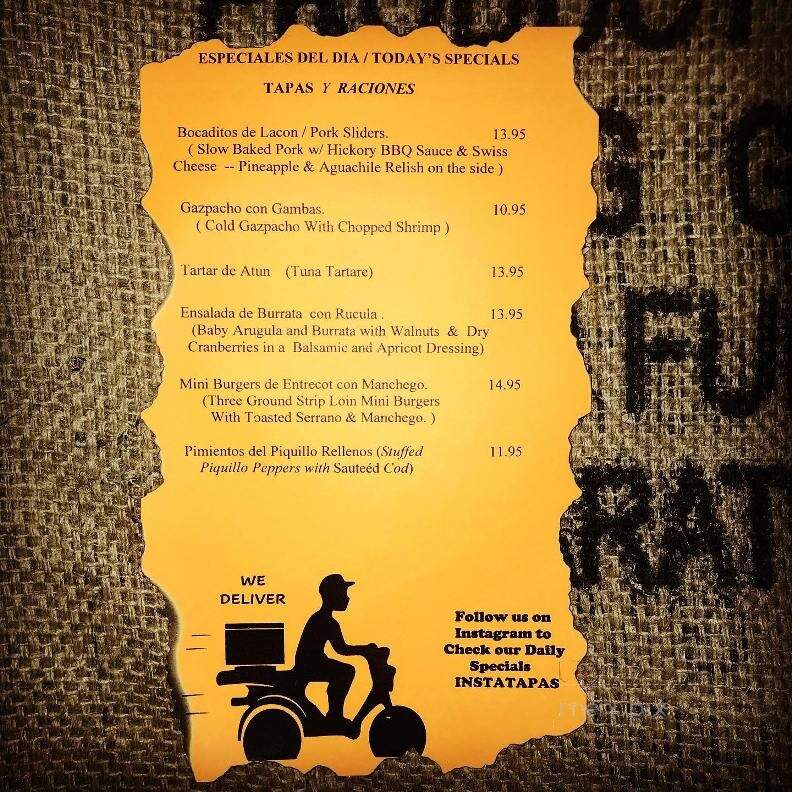 ESPECIALES DEL DIA / TODAY'S SPECIALS
TAPAS Y RACIONES
Bocaditos de Lacon / Pork Sliders. 13.95
( Slow Baked Pork w/ Hickory BBQ Sauce & Swiss
Cheese -- Pineapple & Aguachile Relish on the side )
Gazpacho con Gambas. 10.95
( Cold Gazpacho With Chopped Shrimp )
Tartar de Atun (Tuna Tartare) 13.95
Ensalada de Burrata con Rucula . 13.95
(Baby Arugula and Burrata with Walnuts & Dry
Cranberries in a Balsamic and Apricot Dressing)
Mini Burgers de Entrecot con Manchego. 14.95
(Three Ground Strip Loin Mini Burgers
With Toasted Serrano & Manchego. )
Pimientos del Piquillo Rellenos (Stuffed 11.95
Piquillo Peppers with Sauteéd Cod)
WE
DELIVER
Follow us on
Instagram to
Check our Daily
Specials
INSTATAPAS
G G
FU
RAT